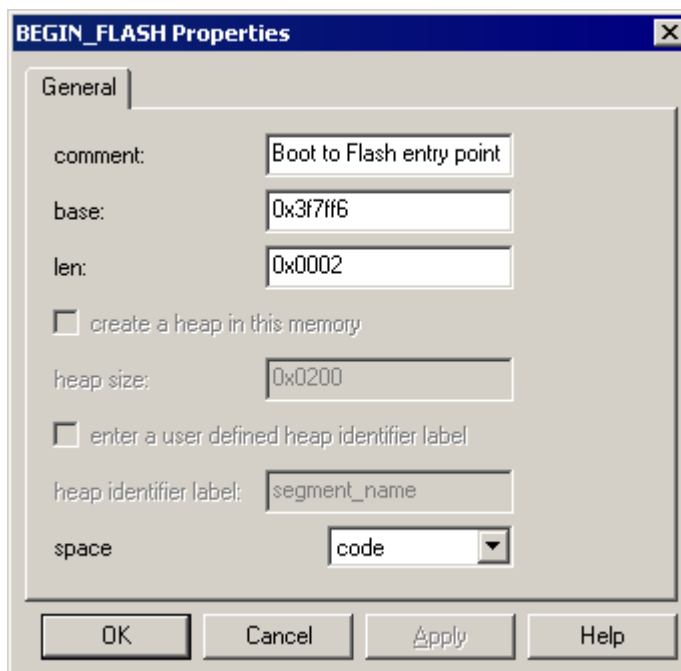 BEGIN_FLASH Properties
General
comment: Boot to Flash entry point
base: 0x3f7ff6
len: 0x0002
create a heap in this memory
heap size: 0x0200
enter a user defined heap identifier label
heap identifier label: segment_name
space code
OK Cancel Apply Help